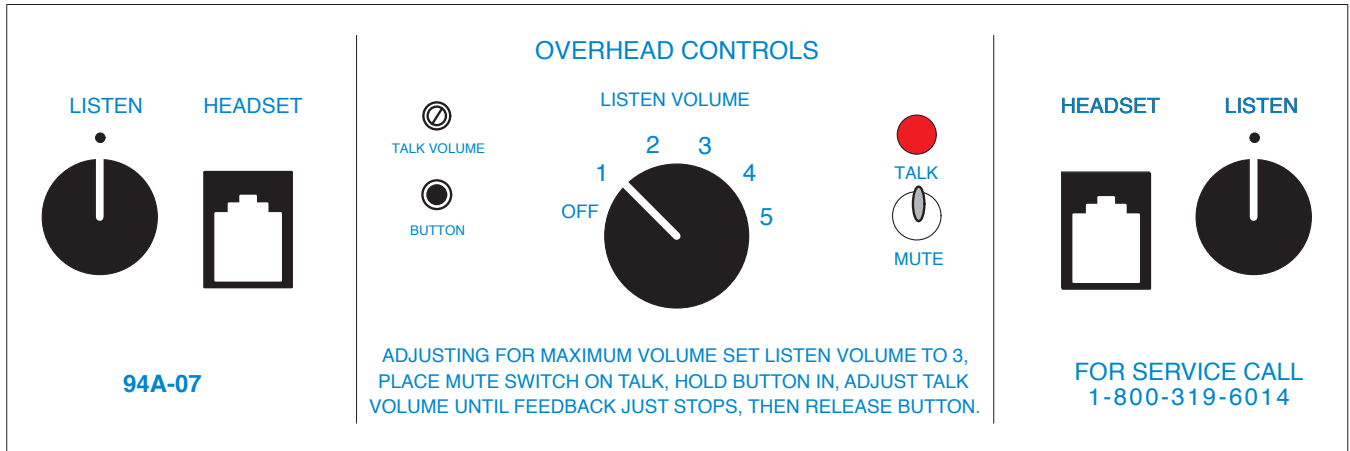 LISTEN
HEADSET
94A-07
OVERHEAD CONTROLS
TALK VOLUME
BUTTON
LISTEN VOLUME
OFF
1
2
3
4
5
TALK
MUTE
ADJUSTING FOR MAXIMUM VOLUME SET LISTEN VOLUME TO 3,
PLACE MUTE SWITCH ON TALK, HOLD BUTTON IN, ADJUST TALK
VOLUME UNTIL FEEDBACK JUST STOPS, THEN RELEASE BUTTON.
HEADSET
LISTEN
FOR SERVICE CALL
1-800-319-6014